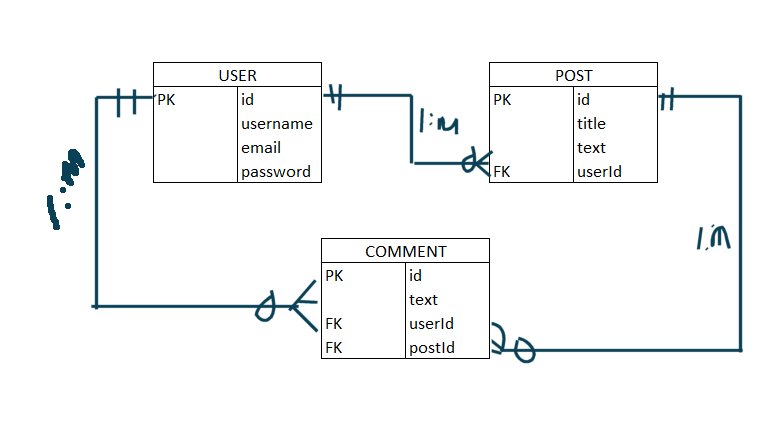 USER
PK id
username
email
password
1:M
POST
PK id
title
text
FK userId
1:M
1:M
COMMENT
PK id
text
FK userId
FK postId